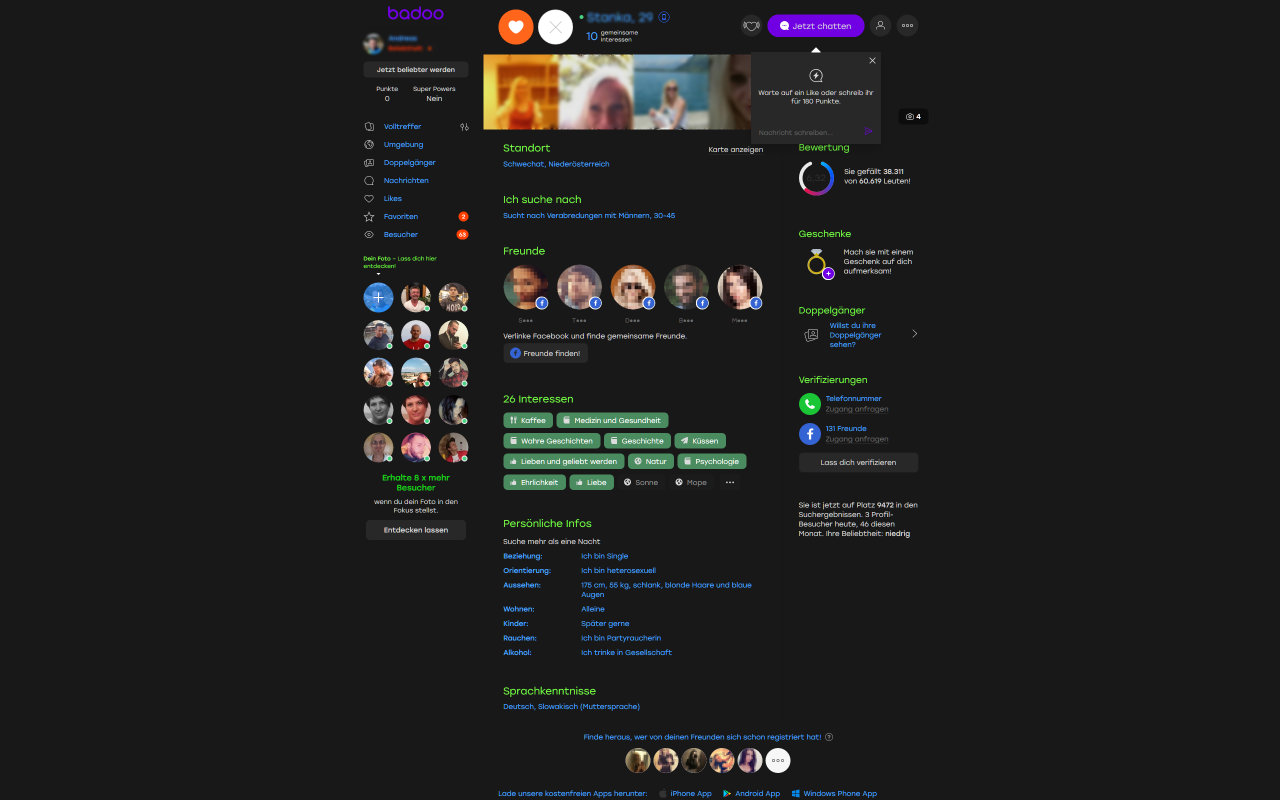 badoo
Jetzt beliebter werden
Punkte
0
Super Powers
Nein
Volltreffer
Umgebung
Doppelgänger
Nachrichten
Likes
Favoriten
2
Besucher
63
Dein Foto – Lass dich hier
entdecken!
Erhalte 8 x mehr
Besucher
wenn du dein Foto in den
Fokus stellst.
Entdecken lassen
Stanka, 29
10 gemeinsame
interessen
Jetzt chatten
Warte auf ein Like oder schreib ihr
für 180 Punkte.
Nachricht schreiben...
4
Standort
Karte anzeigen
Schwechat, Niederösterreich
Ich suche nach
Sucht nach Verabredungen mit Männern, 30-45
Freunde
S•••
T•••
D•••
B•••
M•••
Verlinke Facebook und finde gemeinsame Freunde.
Freunde finden!
26 Interessen
Kaffee
Medizin und Gesundheit
Wahre Geschichten
Geschichte
Küssen
Lieben und geliebt werden
Natur
Psychologie
Ehrlichkeit
Liebe
Sonne
Mope
Persönliche Infos
Suche mehr als eine Nacht
Beziehung: Ich bin Single
Orientierung: Ich bin heterosexuell
Aussehen: 175 cm, 55 kg, schlank, blonde Haare und blaue
Augen
Wohnen: Alleine
Kinder: Später gerne
Rauchen: Ich bin Partyraucherin
Alkohol: Ich trinke in Gesellschaft
Sprachkenntnisse
Deutsch, Slowakisch (Muttersprache)
Bewertung
6.32
Sie gefällt 38.311
von 60.619 Leuten!
Geschenke
Mach sie mit einem
Geschenk auf dich
aufmerksam!
Doppelgänger
Willst du ihre
Doppelgänger
sehen?
Verifizierungen
Telefonnummer
Zugang anfragen
131 Freunde
Zugang anfragen
Lass dich verifizieren
Sie ist jetzt auf Platz 9472 in den
Suchergebnissen. 3 Profil-
Besucher heute, 46 diesen
Monat. Ihre Beliebtheit: niedrig
Finde heraus, wer von deinen Freunden sich schon registriert hat!
Lade unsere kostenfreien Apps herunter:
iPhone App
Android App
Windows Phone App